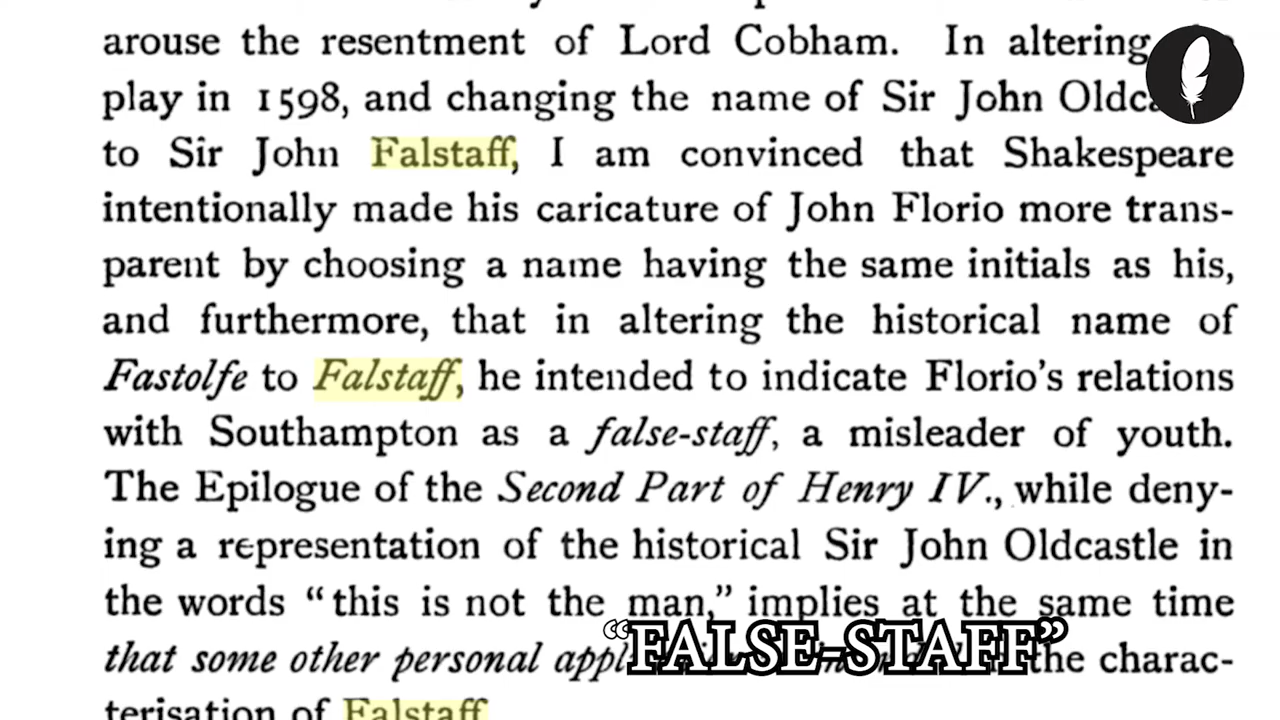 arouse the resentment of Lord Cobham. In altering
play in 1598, and changing the name of Sir John
to Sir John Falstaff, I am convinced that Shakespeare
intentionally made his caricature of John Florio more trans-
parent by choosing a name having the same initials as his,
and furthermore, that in altering the historical name of
Fastolfe to Falstaff, he intended to indicate Florio's relations
with Southampton as a false-staff, a misleader of youth.
The Epilogue of the Second Part of Henry IV., while deny-
ing a representation of the historical Sir John Oldcastle in
the words “this is not the man,” implies at the same time
“FALSE-STAFF”
that some other personal the charac-
terisation of Falstaff